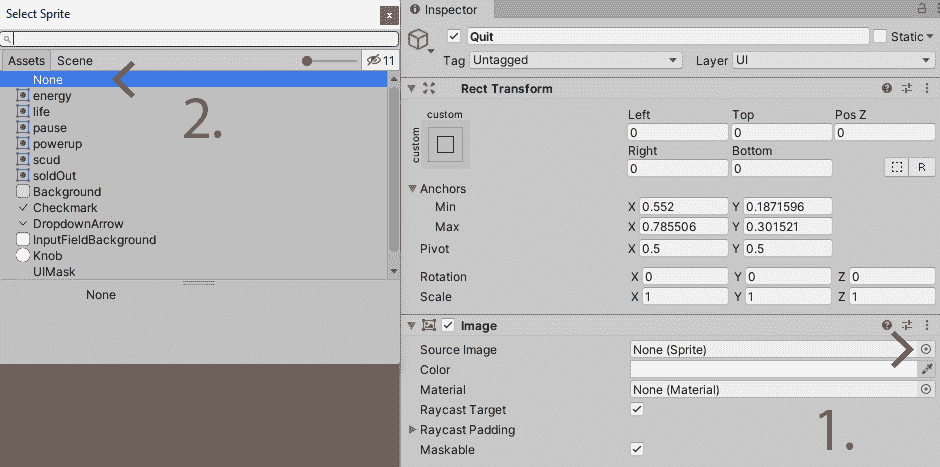 Select Sprite
x
Assets Scene 11
None
energy
life
pause
powerup
scud
soldOut
Background
Checkmark
DropdownArrow
InputFieldBackground
Knob
UIMask
None
2.
Inspector
Quit Static
Tag Untagged Layer UI
Rect Transform
custom
custom
Left Top Pos Z
0 0 0
Right Bottom
0 0 R
Anchors
Min X 0.552 Y 0.1871596
Max X 0.785506 Y 0.301521
Pivot X 0.5 Y 0.5
Rotation X 0 Y 0 Z 0
Scale X 1 Y 1 Z 1
Image
Source Image None (Sprite)
Color
Material None (Material)
Raycast Target
Raycast Padding
Maskable
1.